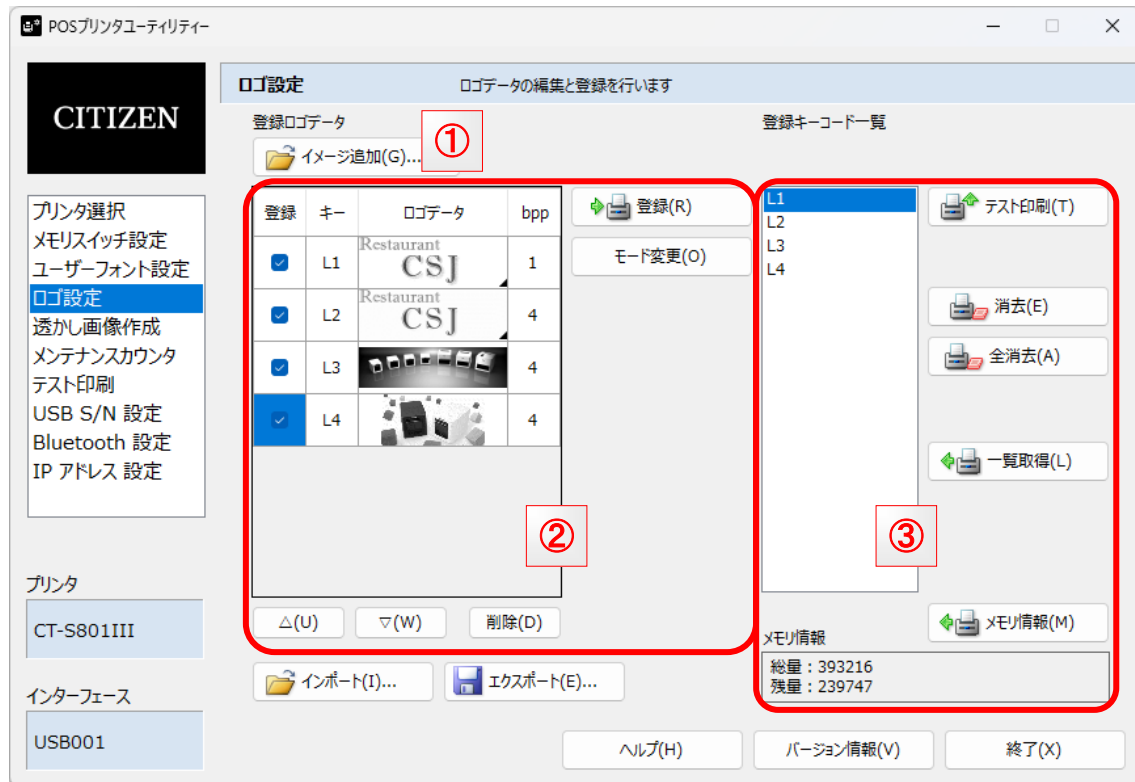 POSプリンタユーティリティー
CITIZEN
ロゴ設定
ロゴデータの編集と登録を行います
プリンタ選択
メモリスイッチ設定
ユーザーフォント設定
ロゴ設定
透かし画像作成
メンテナンスカウンタ
テスト印刷
USB S/N 設定
Bluetooth 設定
IP アドレス 設定
プリンタ
CT-S801III
インターフェース
USB001
登録ロゴデータ
イメージ追加(G)...
①
登録 キー ロゴデータ bpp
L1 Restaurant CSJ 1
L2 Restaurant CSJ 4
L3 4
L4 4
登録(R)
モード変更(O)
②
△(U) ▽(W) 削除(D)
インポート(I)... エクスポート(E)...
登録キーコード一覧
L1
L2
L3
L4
テスト印刷(T)
消去(E)
全消去(A)
一覧取得(L)
③
メモリ情報(M)
メモリ情報
総量：393216
残量：239747
ヘルプ(H) バージョン情報(V) 終了(X)